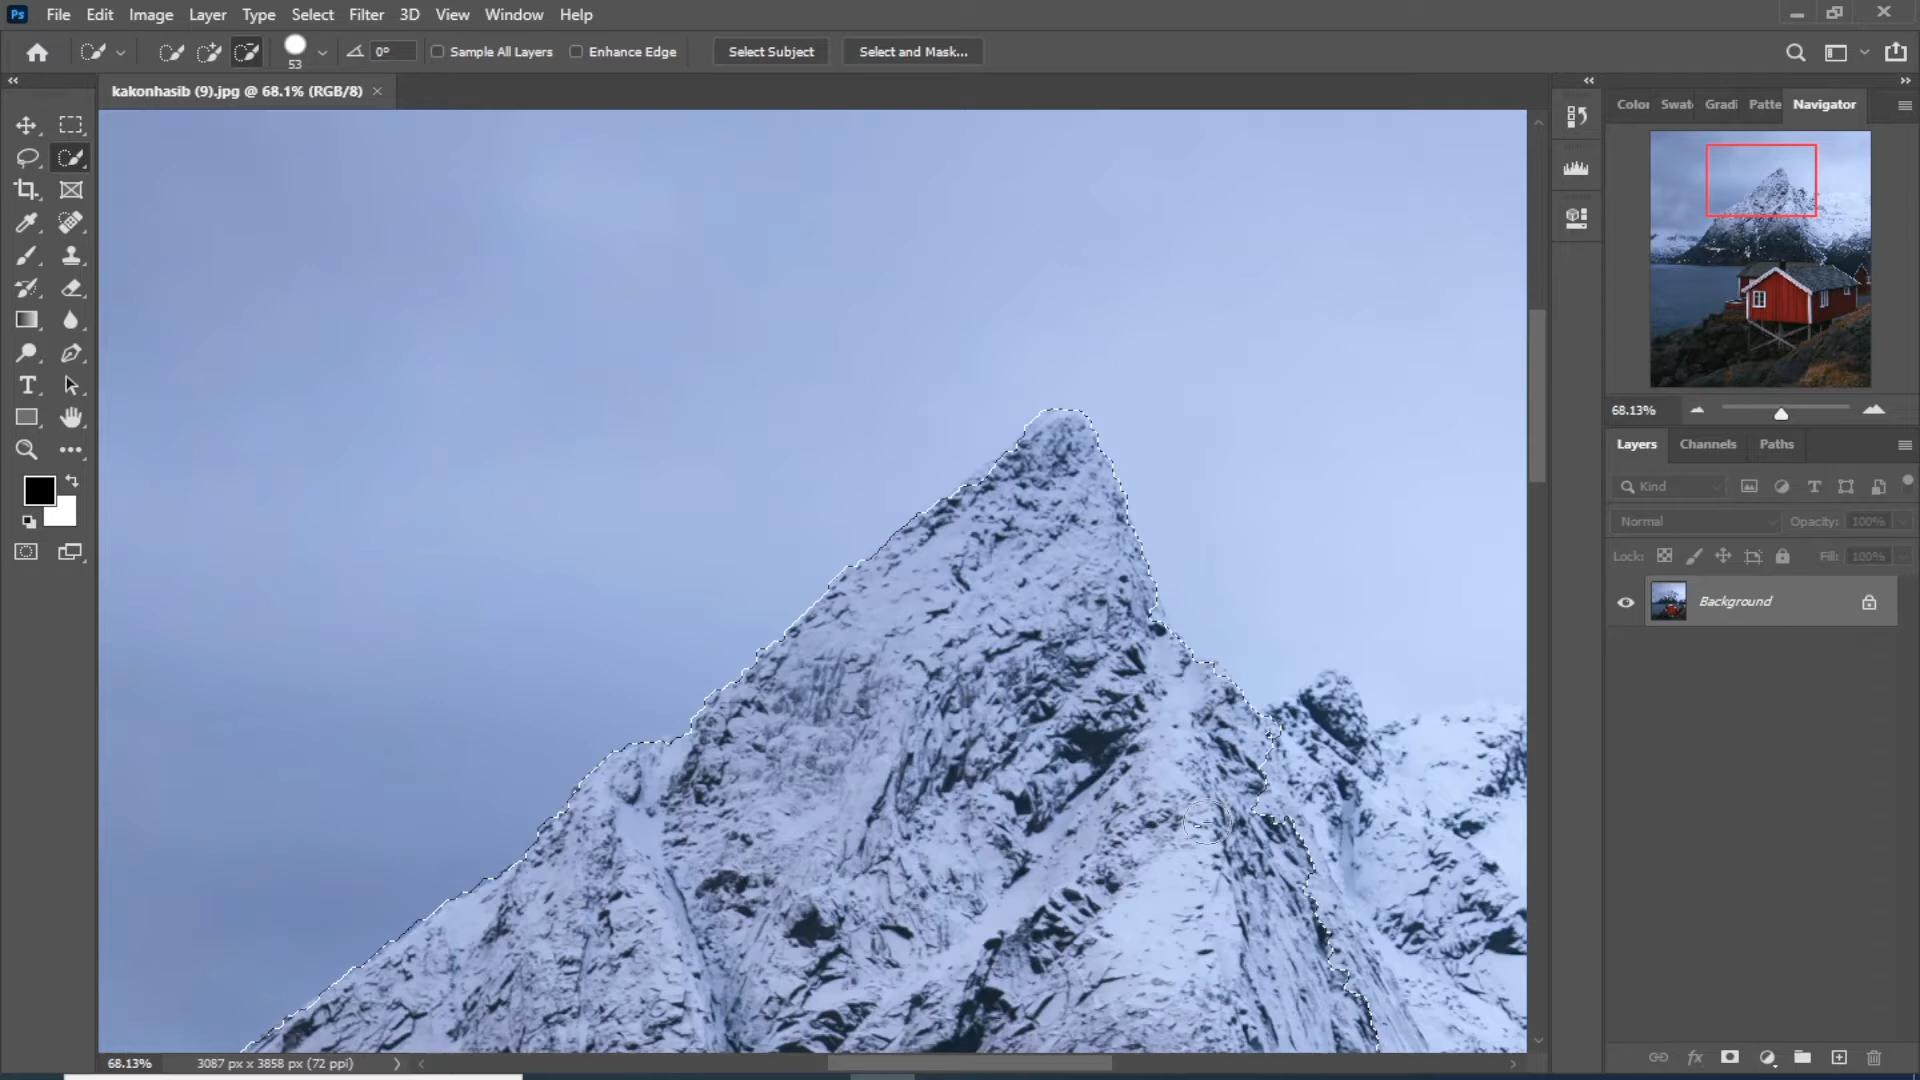 Ps File Edit Image Layer Type Select Filter 3D View Window Help
53 0° Sample All Layers Enhance Edge Select Subject Select and Mask...
kakonhasib (9).jpg @ 68.1% (RGB/8) ×
Color Swat Gradi Patte Navigator
68.13%
Layers Channels Paths
Kind
Normal Opacity: 100%
Lock: Fill: 100%
Background
fx
68.13% 3087 px x 3858 px (72 ppi)